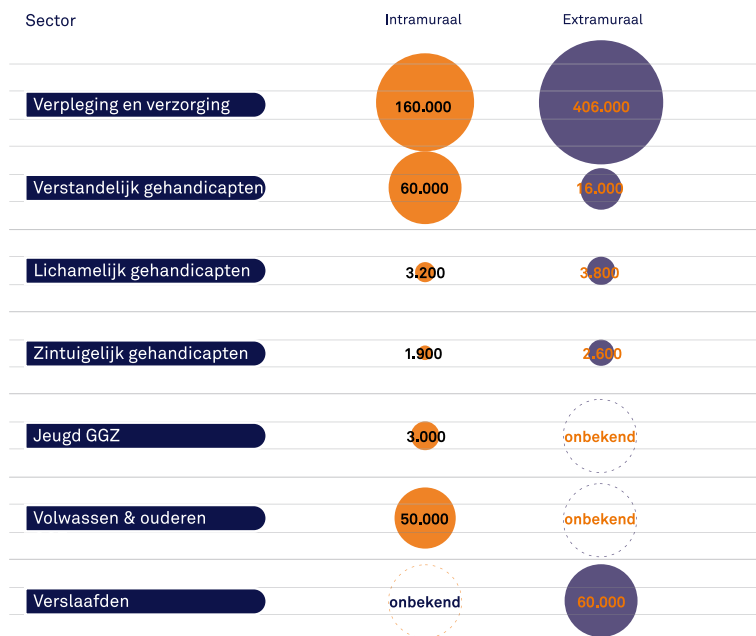 Sector Intramuraal Extramuraal
Verpleging en verzorging 160.000 406.000
Verstandelijk gehandicapten 60.000 16.000
Lichamelijk gehandicapten 3.200 3.800
Zintuigelijk gehandicapten 1.900 2.600
Jeugd GGZ 3.000 onbekend
Volwassen & ouderen 50.000 onbekend
Verslaafden onbekend 60.000